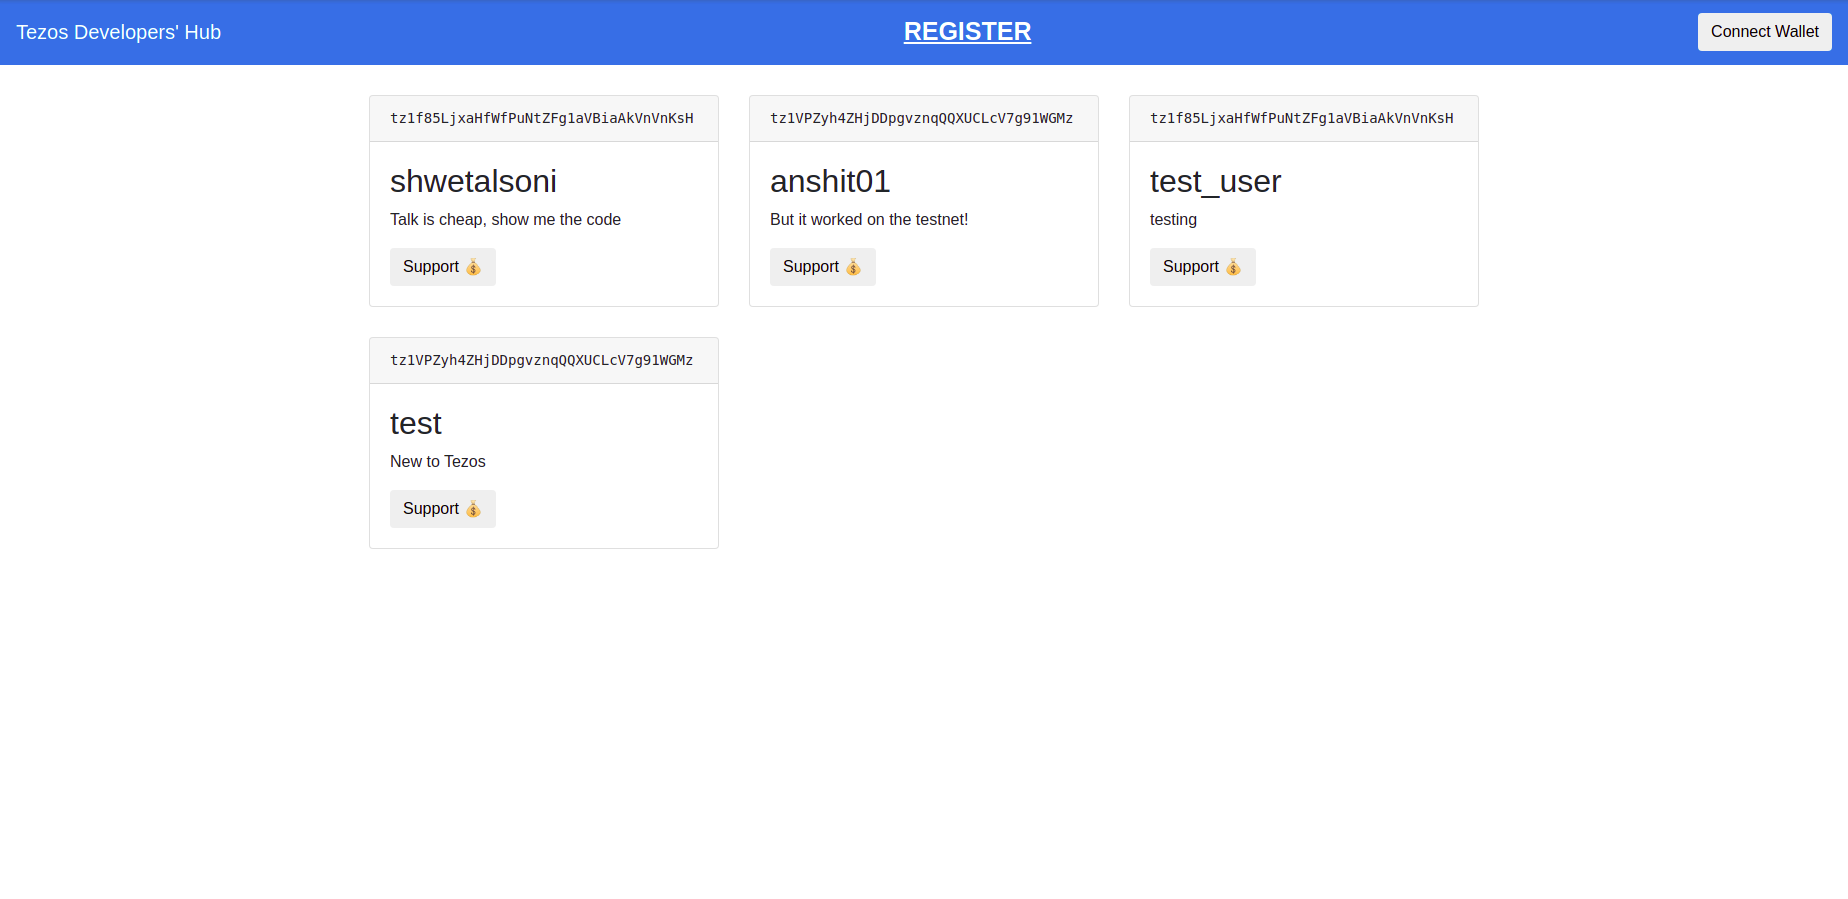 Tezos Developers' Hub
REGISTER
Connect Wallet
tz1f85LjxaHfWfPuNtZFg1aVBiaAkVnVnKsH
shwetalsoni
Talk is cheap, show me the code
Support 💰
tz1VPZyh4ZHjDDpgvznqQQXUCLcV7g91WGMz
anshit01
But it worked on the testnet!
Support 💰
tz1f85LjxaHfWfPuNtZFg1aVBiaAkVnVnKsH
test_user
testing
Support 💰
tz1VPZyh4ZHjDDpgvznqQQXUCLcV7g91WGMz
test
New to Tezos
Support 💰